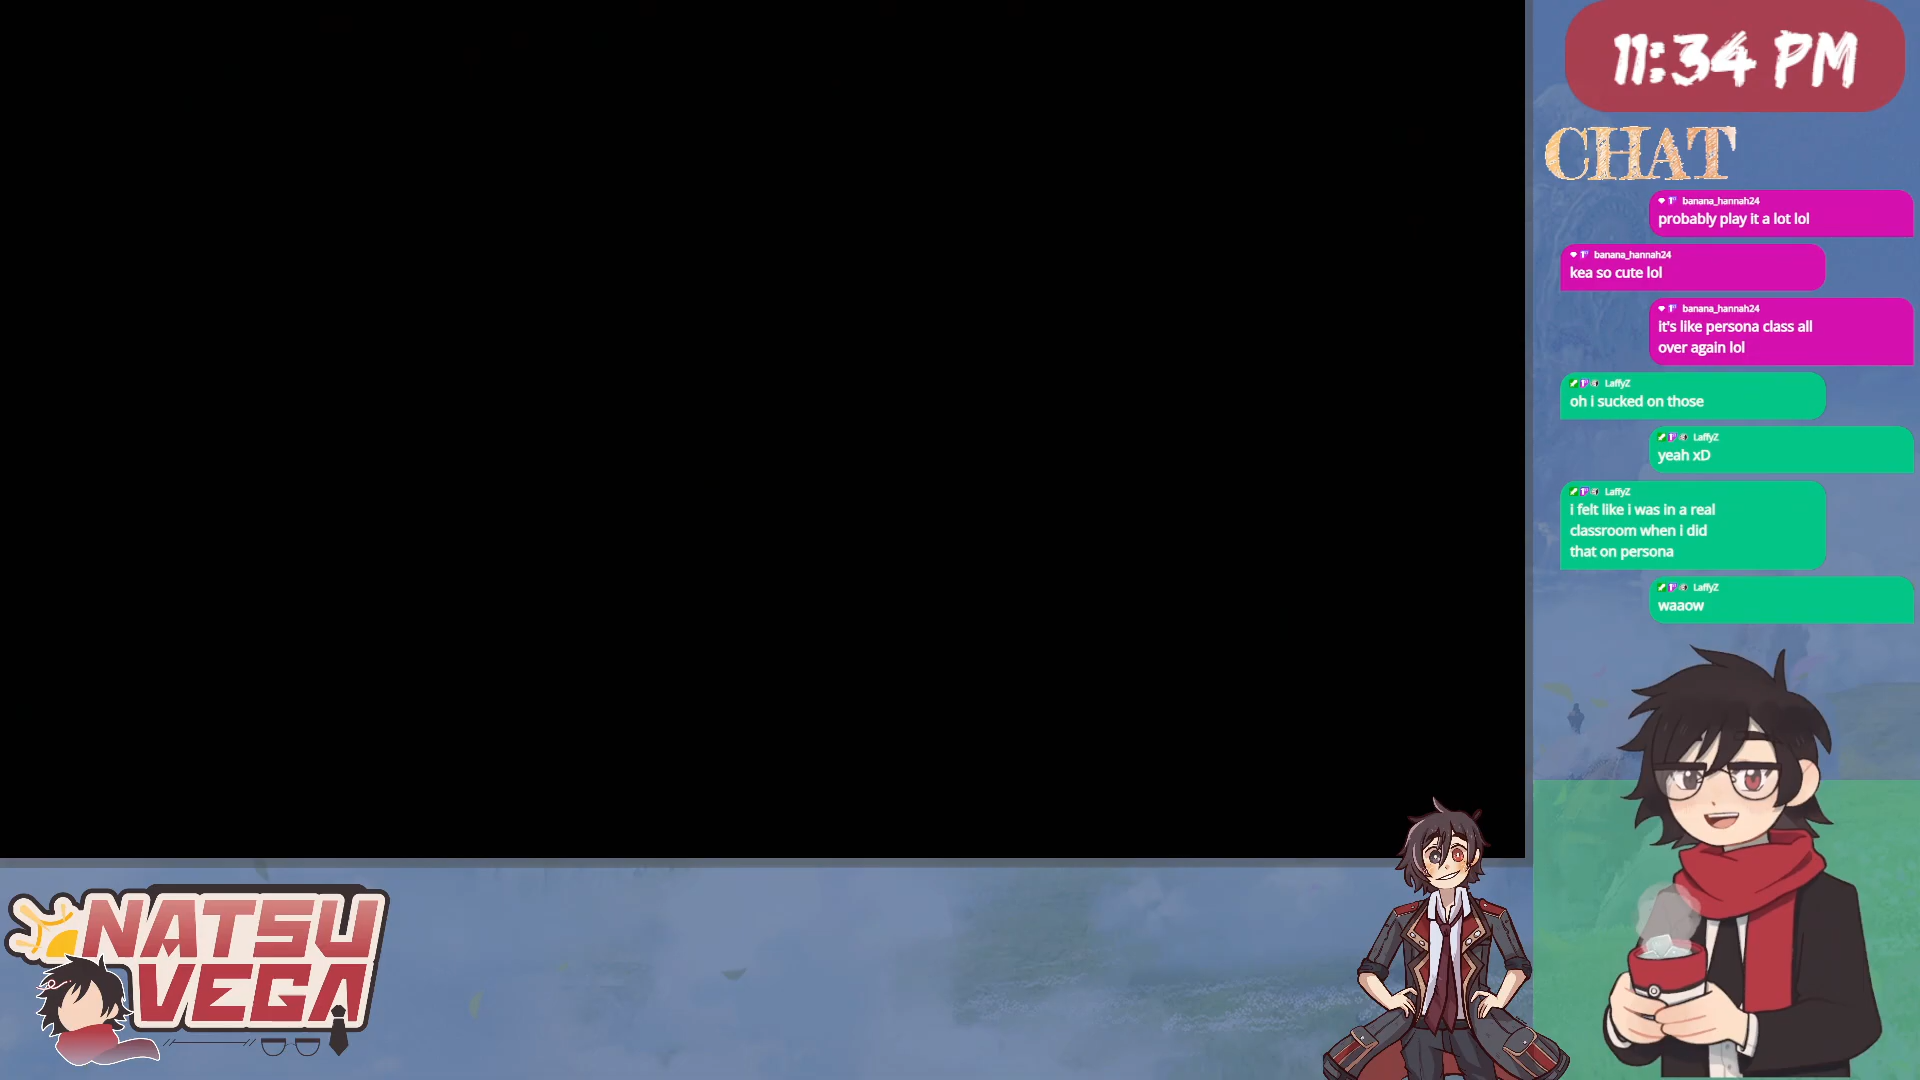 11:34 PM
CHAT
banana_hannah24
probably play it a lot lol
banana_hannah24
kea so cute lol
banana_hannah24
it's like persona class all
over again lol
LaffyZ
oh i sucked on those
LaffyZ
yeah xD
LaffyZ
i felt like i was in a real
classroom when i did
that on persona
LaffyZ
waaow
NATSU
VEGA